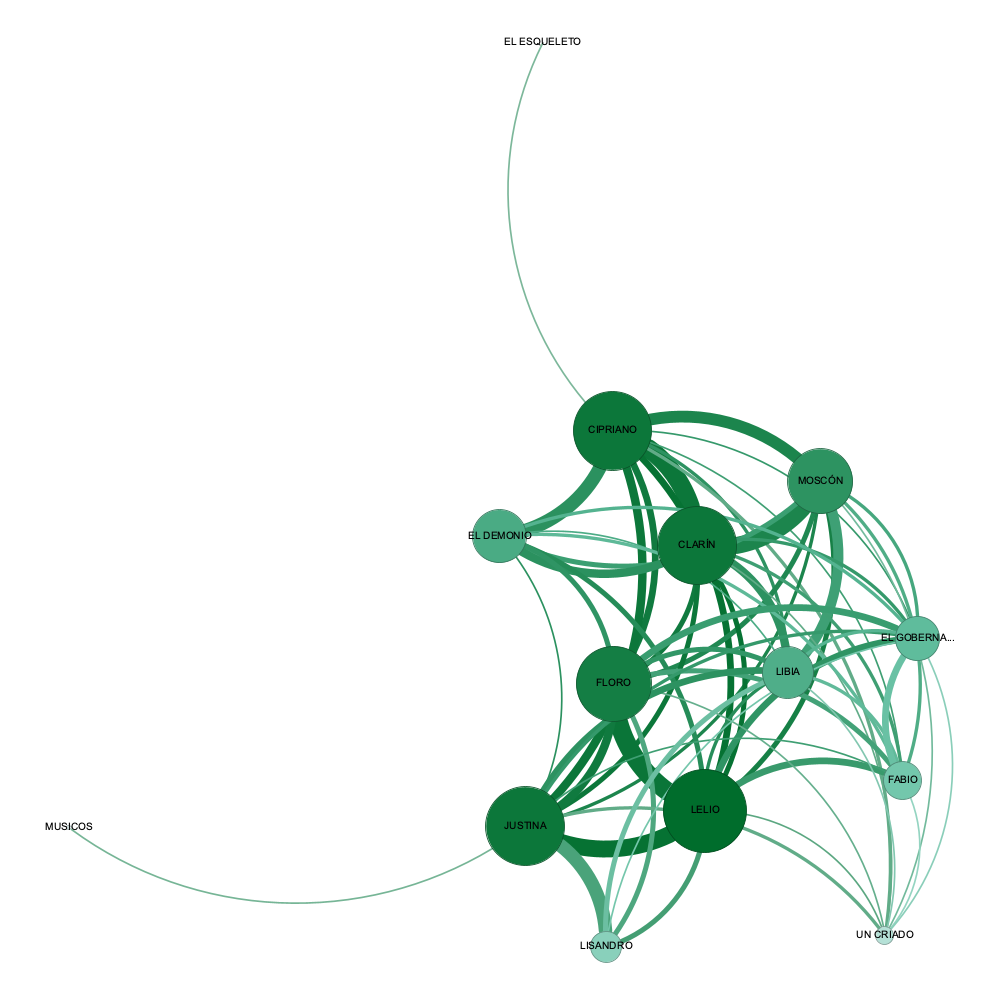 EL ESQUELETO
CIPRIANO
MOSCÓN
EL DEMONIO
CLARÍN
EL GOBERNA...
LIBIA
FLORO
FABIO
LELIO
JUSTINA
MUSICOS
UN CRIADO
LISANDRO